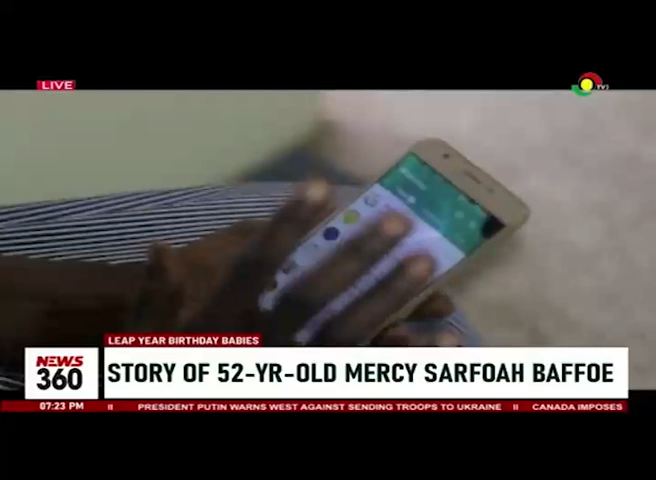 LIVE
TV3
LEAP YEAR BIRTHDAY BABIES
NEWS
360
STORY OF 52-YR-OLD MERCY SARFOAH BAFFOE
07:23 PM
PRESIDENT PUTIN WARNS WEST AGAINST SENDING TROOPS TO UKRAINE
CANADA IMPOSES